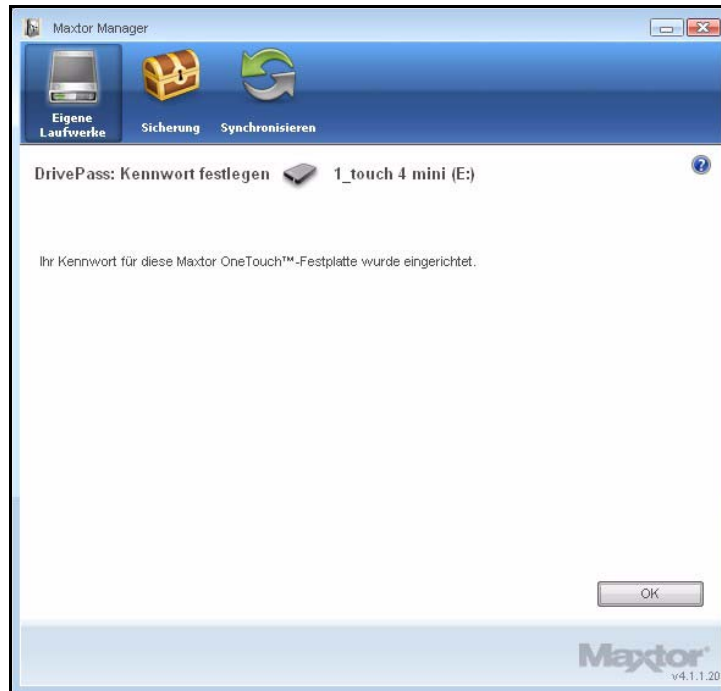 Maxtor Manager
Eigene
Laufwerke
Sicherung
Synchronisieren
DrivePass: Kennwort festlegen 1_touch 4 mini (E:)
Ihr Kennwort für diese Maxtor OneTouch™-Festplatte wurde eingerichtet.
OK
Maxtor
v4.1.1.20